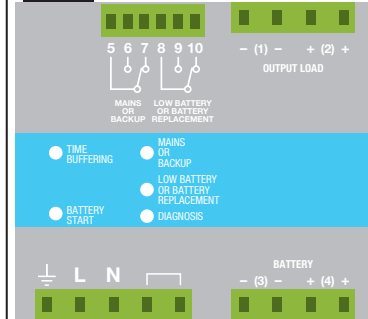 5 6 7 8 9 10
– (1) – + (2) +
OUTPUT LOAD
MAINS
OR
BACKUP
LOW BATTERY
OR BATTERY
REPLACEMENT
TIME
BUFFERING
MAINS
OR
BACKUP
LOW BATTERY
OR BATTERY
REPLACEMENT
BATTERY
START
DIAGNOSIS
L N
BATTERY
– (3) – + (4) +